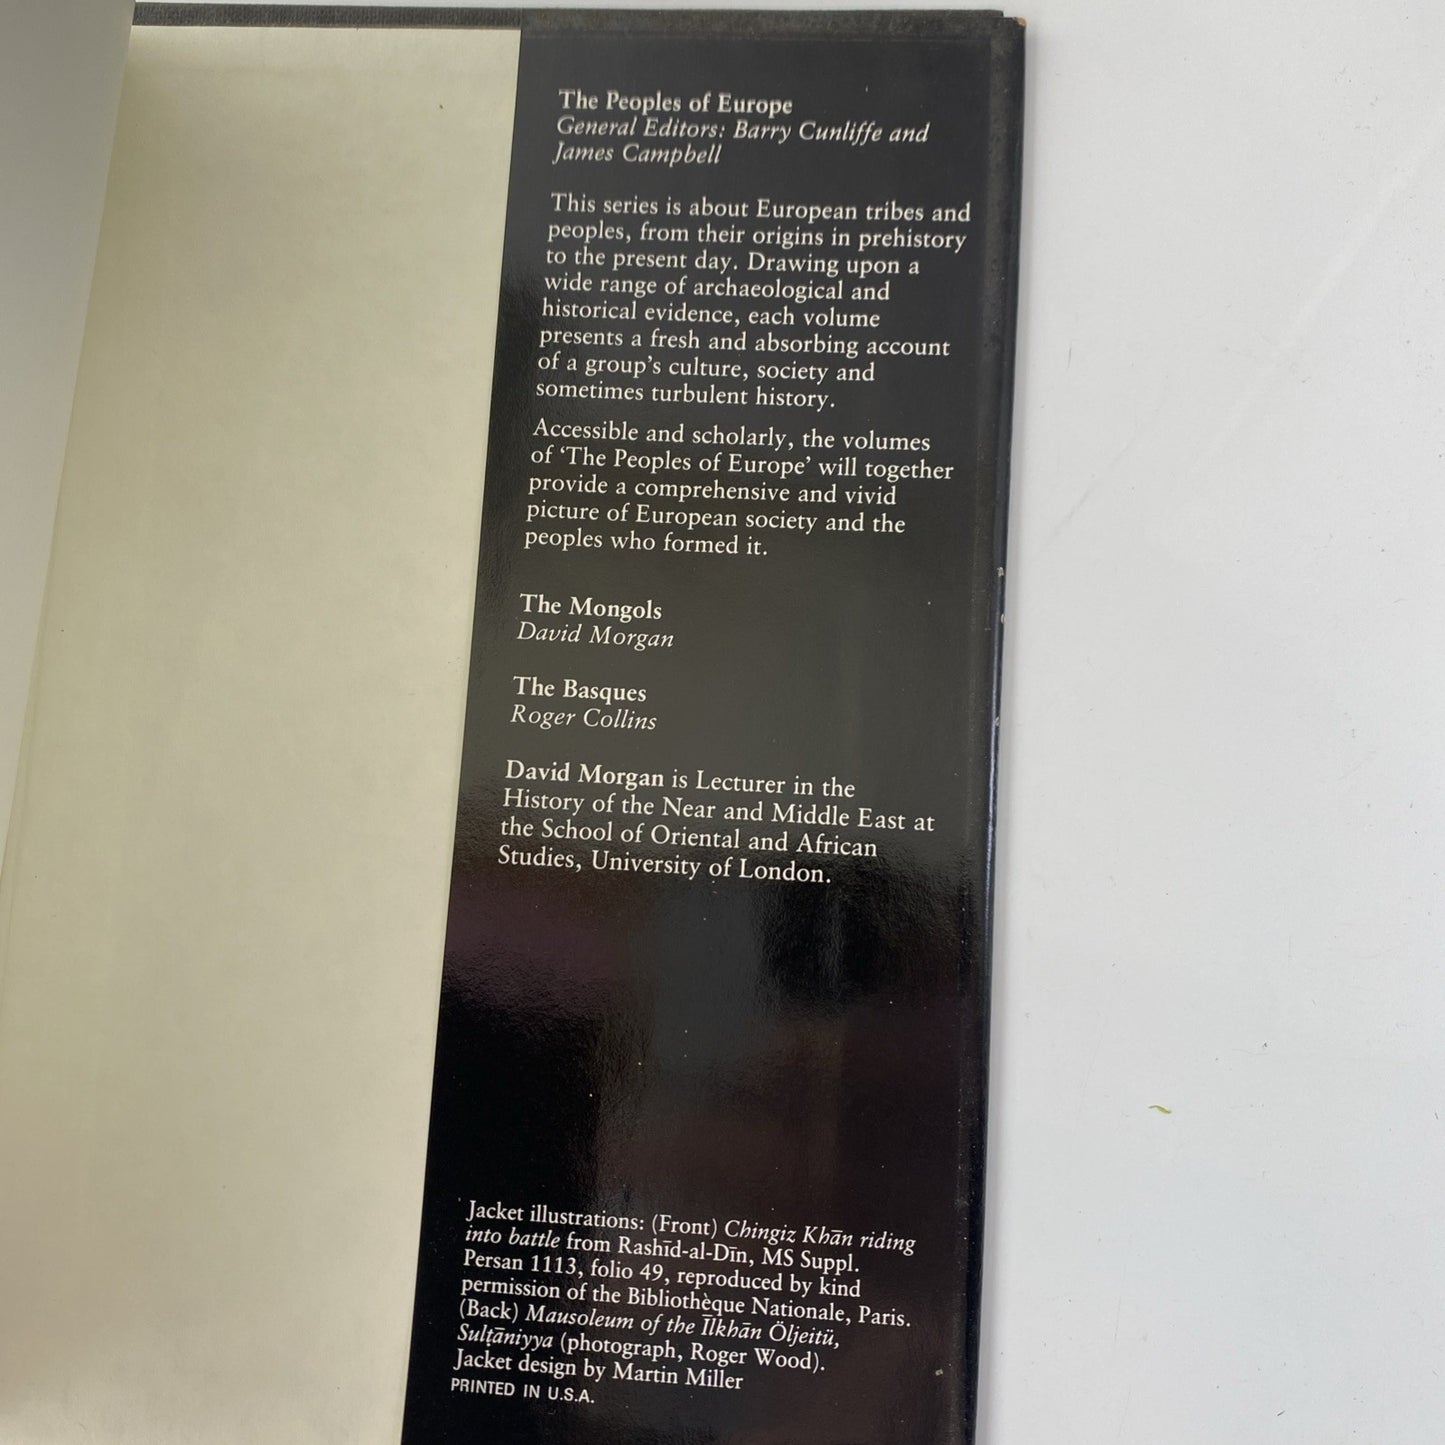 The Peoples of Europe
General Editors: Barry Cunliffe and
James Campbell
This series is about European tribes and
peoples, from their origins in prehistory
to the present day. Drawing upon a
wide range of archaeological and
historical evidence, each volume
presents a fresh and absorbing account
of a group's culture, society and
sometimes turbulent history.
Accessible and scholarly, the volumes
of ‘The Peoples of Europe’ will together
provide a comprehensive and vivid
picture of European society and the
peoples who formed it.
The Mongols
David Morgan
The Basques
Roger Collins
David Morgan is Lecturer in the
History of the Near and Middle East at
the School of Oriental and African
Studies, University of London.
Jacket illustrations: (Front) Chingiz Khān riding
into battle from Rashīd-al-Dīn, MS Suppl.
Persan 1113, folio 49, reproduced by kind
permission of the Bibliothèque Nationale, Paris.
(Back) Mausoleum of the Īlkhān Öljeitü,
Sulṭāniyya (photograph, Roger Wood).
Jacket design by Martin Miller
PRINTED IN U.S.A.